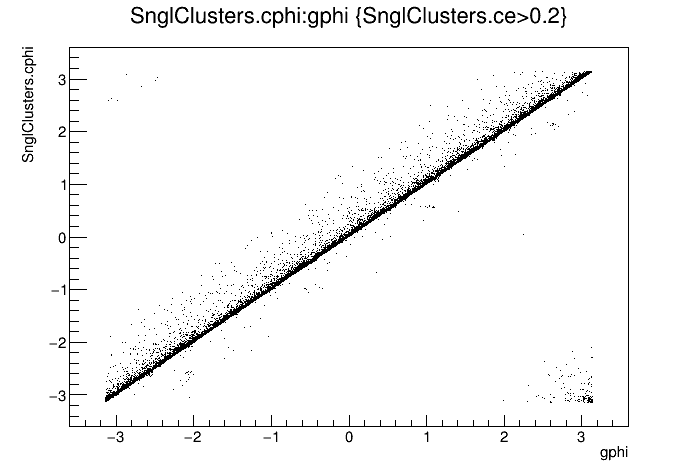 SnglClusters.cphi:gphi {SnglClusters.ce>0.2}
SnglClusters.cphi
3
2
1
0
−1
−2
−3
−3 −2 −1 0 1 2 3
gphi